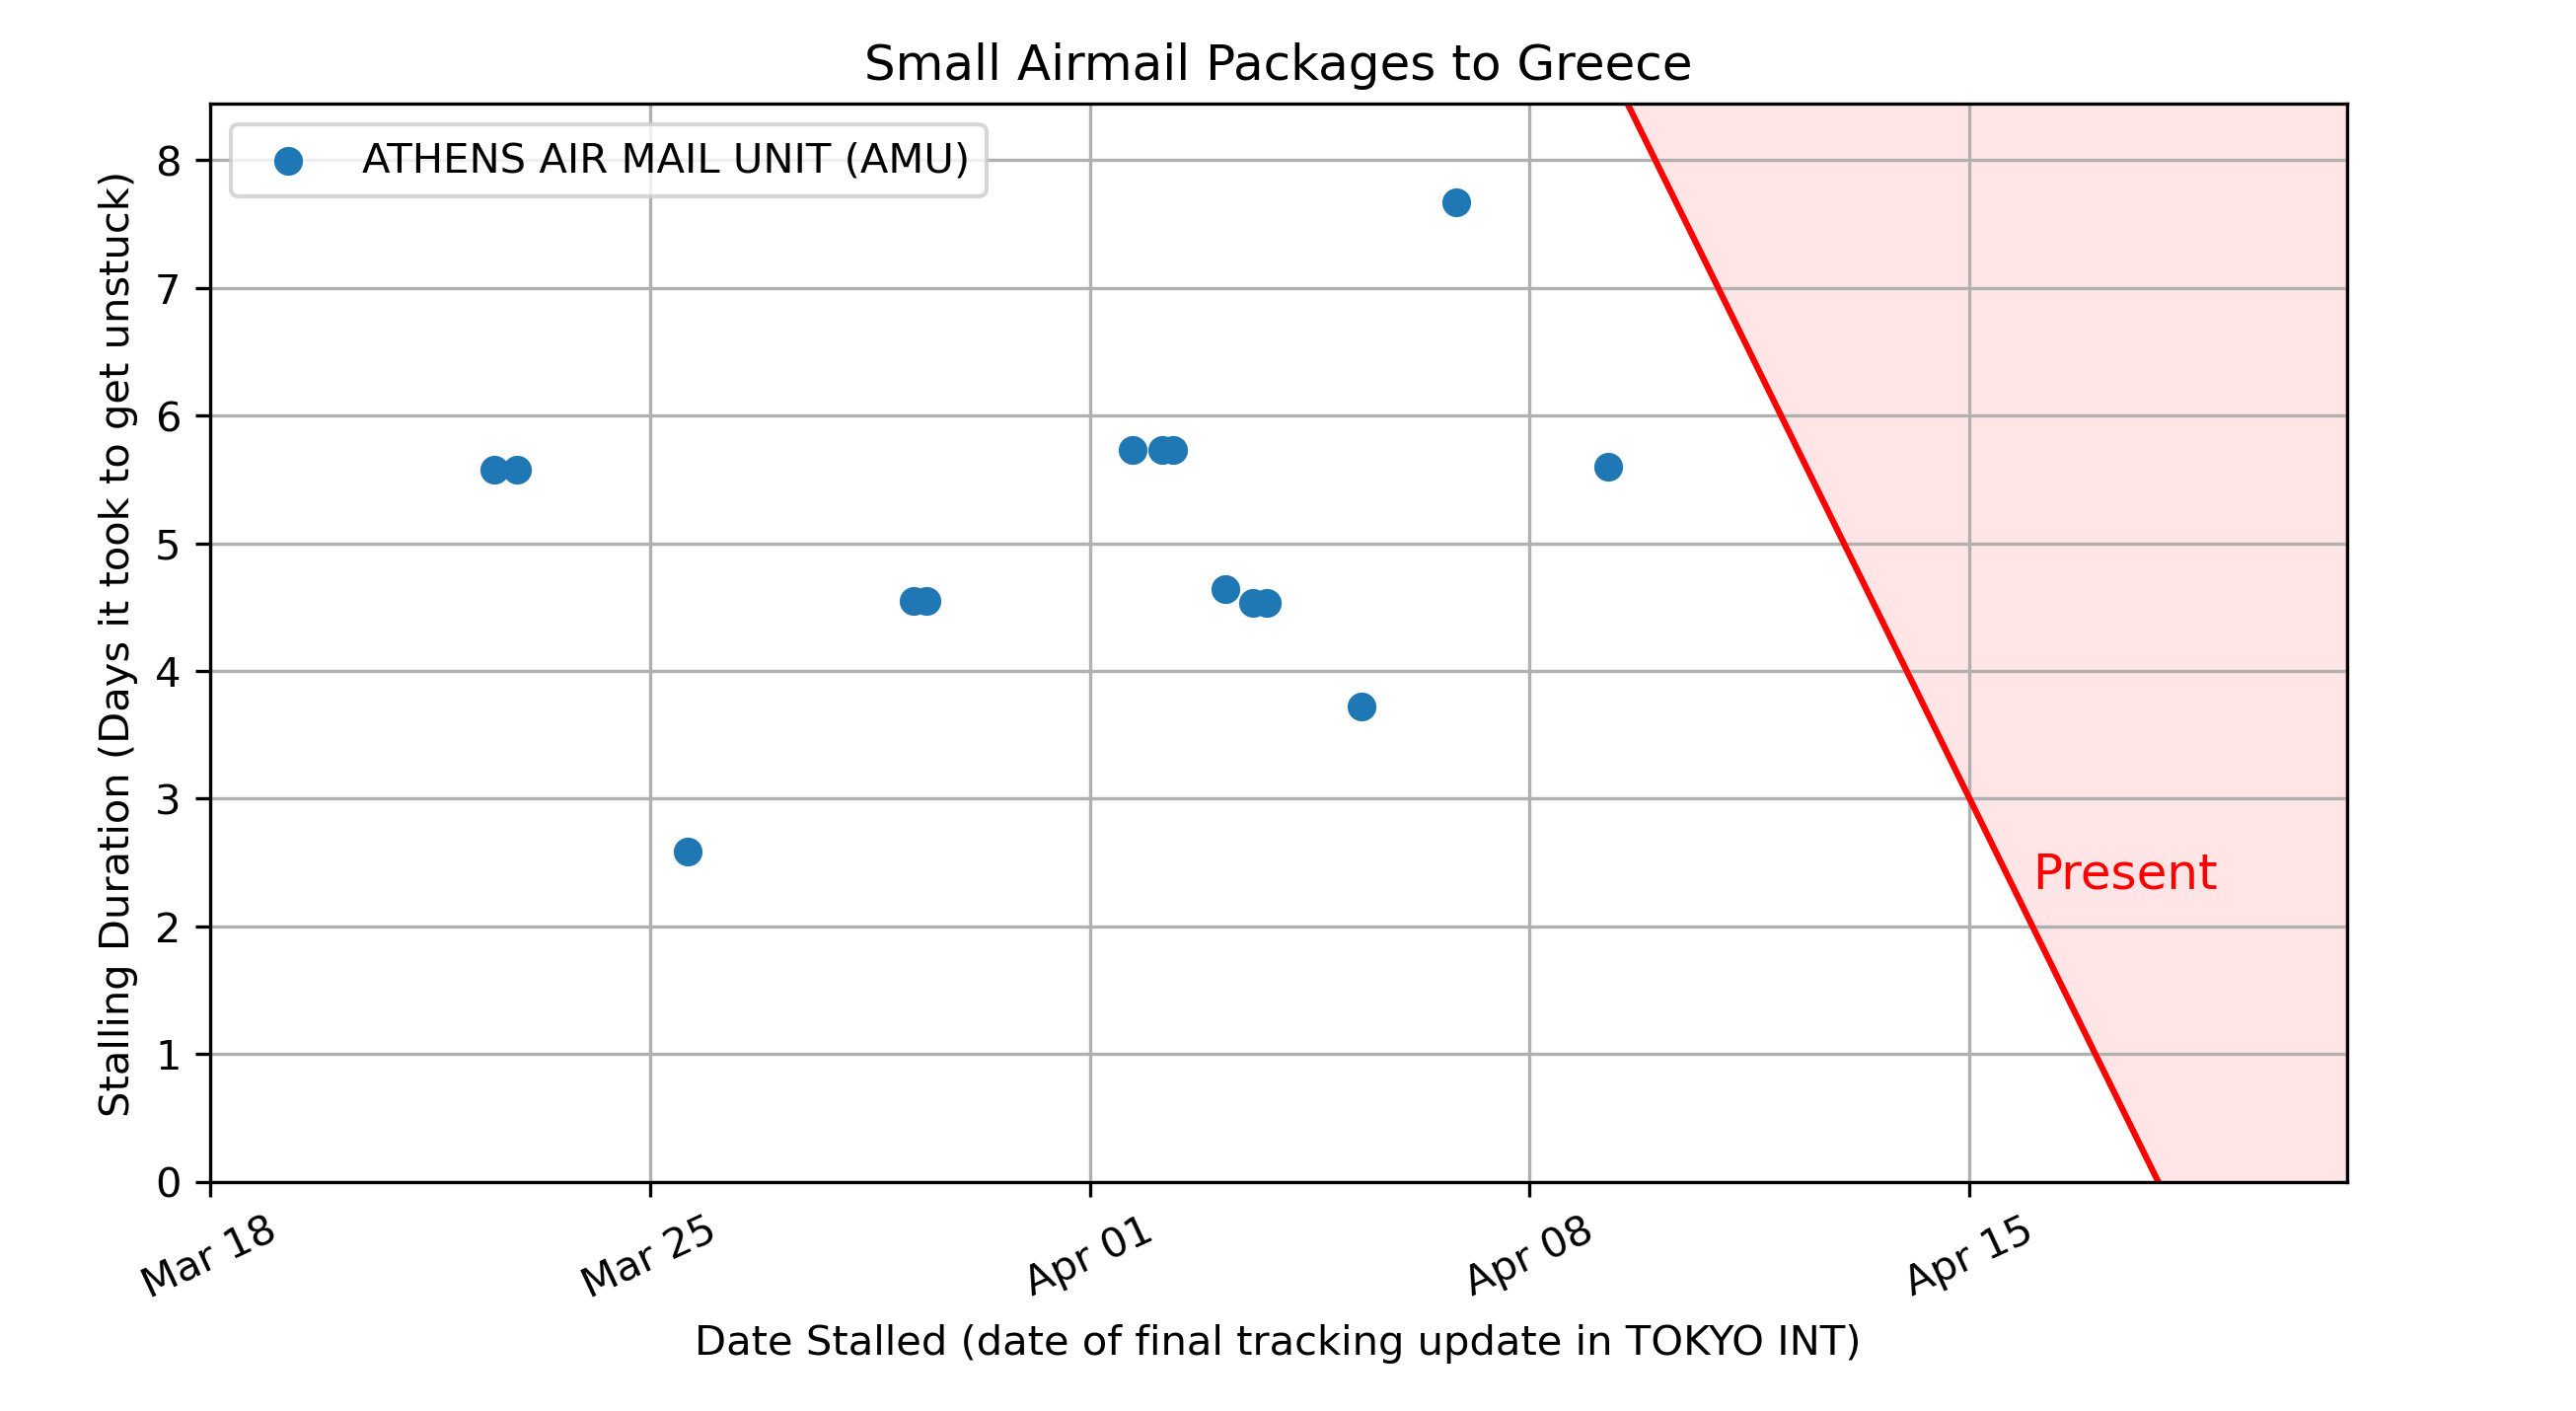 Small Airmail Packages to Greece
ATHENS AIR MAIL UNIT (AMU)
Stalling Duration (Days it took to get unstuck)
8
7
6
5
4
3
2
1
0
Present
Mar 18
Mar 25
Apr 01
Apr 08
Apr 15
Date Stalled (date of final tracking update in TOKYO INT)